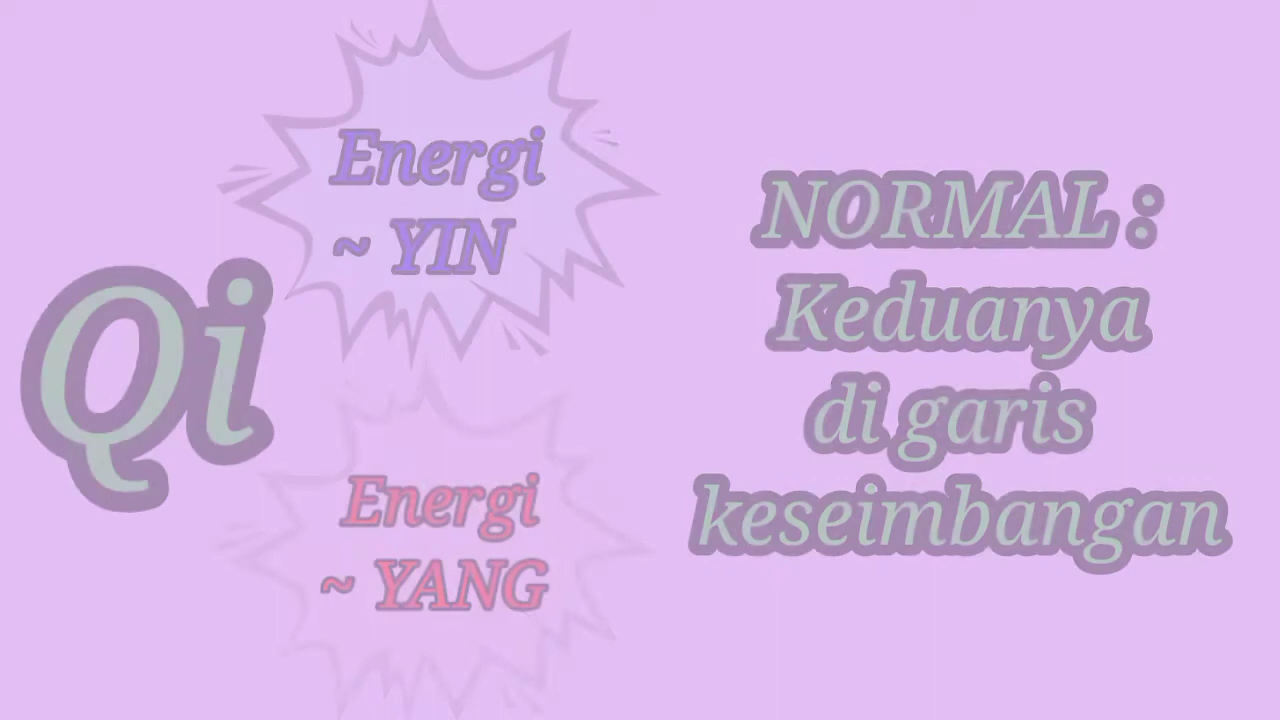 Qi
Energi
~ YIN
Energi
~ YANG
NORMAL :
Keduanya
di garis
keseimbangan